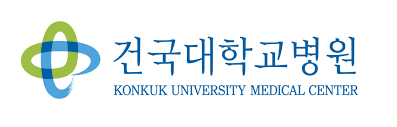 건국대학교병원
KONKUK UNIVERSITY MEDICAL CENTER